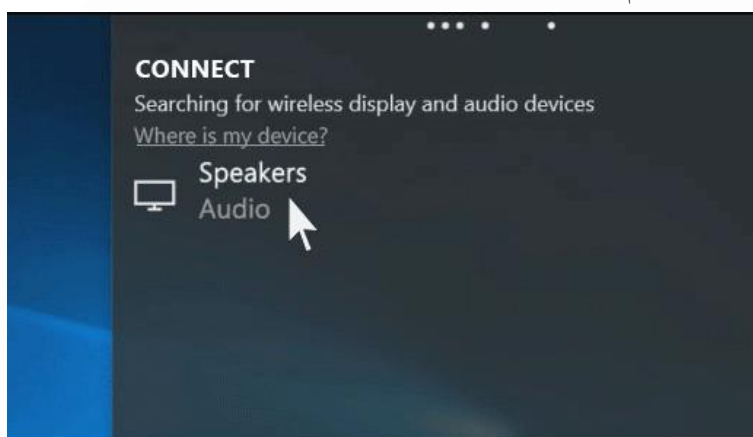 CONNECT
Searching for wireless display and audio devices
Where is my device?
Speakers
Audio